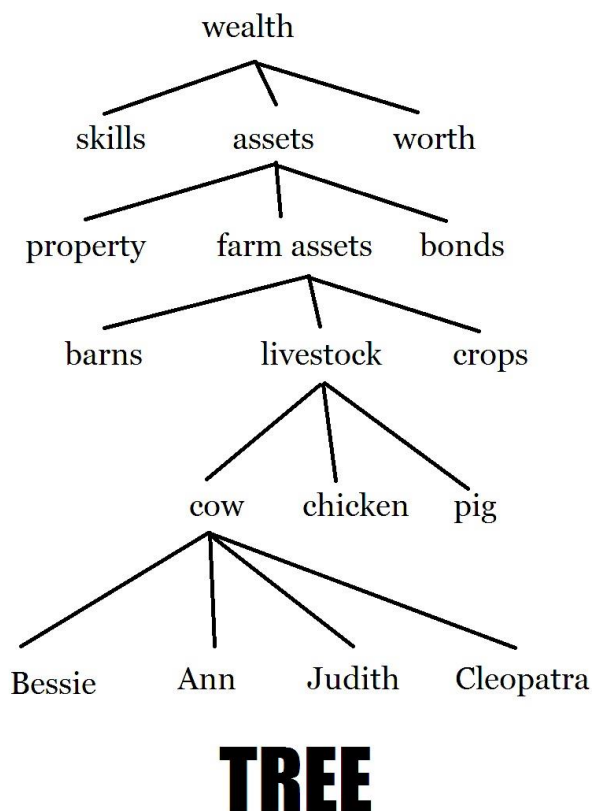 wealth
skills assets worth
property farm assets bonds
barns livestock crops
cow chicken pig
Bessie Ann Judith Cleopatra
TREE